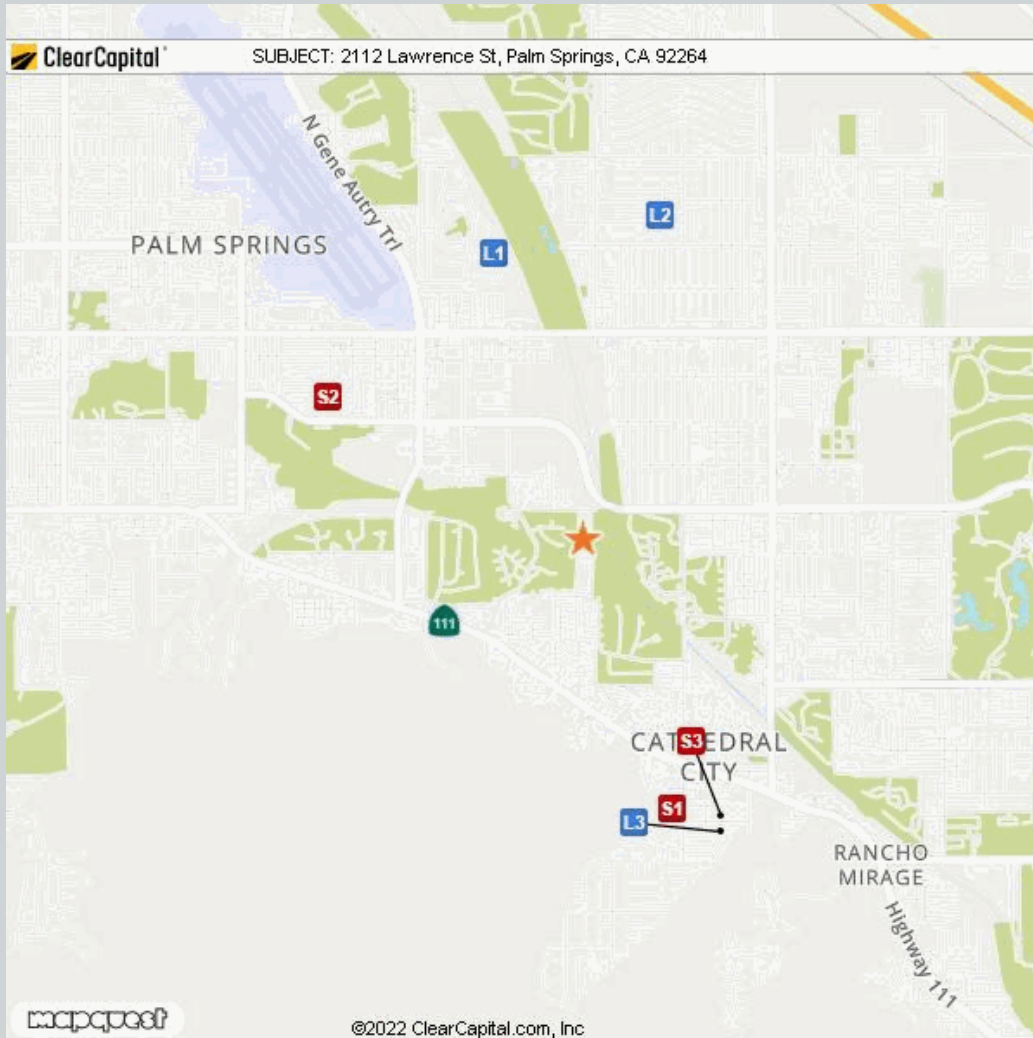 ClearCapital
SUBJECT: 2112 Lawrence St, Palm Springs, CA 92264
N Gene Autry Trl
L2
PALM SPRINGS
L1
S2
111
CATHEDRAL
S3
CITY
S1
L3
RANCHO
MIRAGE
Highway 111
mapquest
©2022 ClearCapital.com, Inc